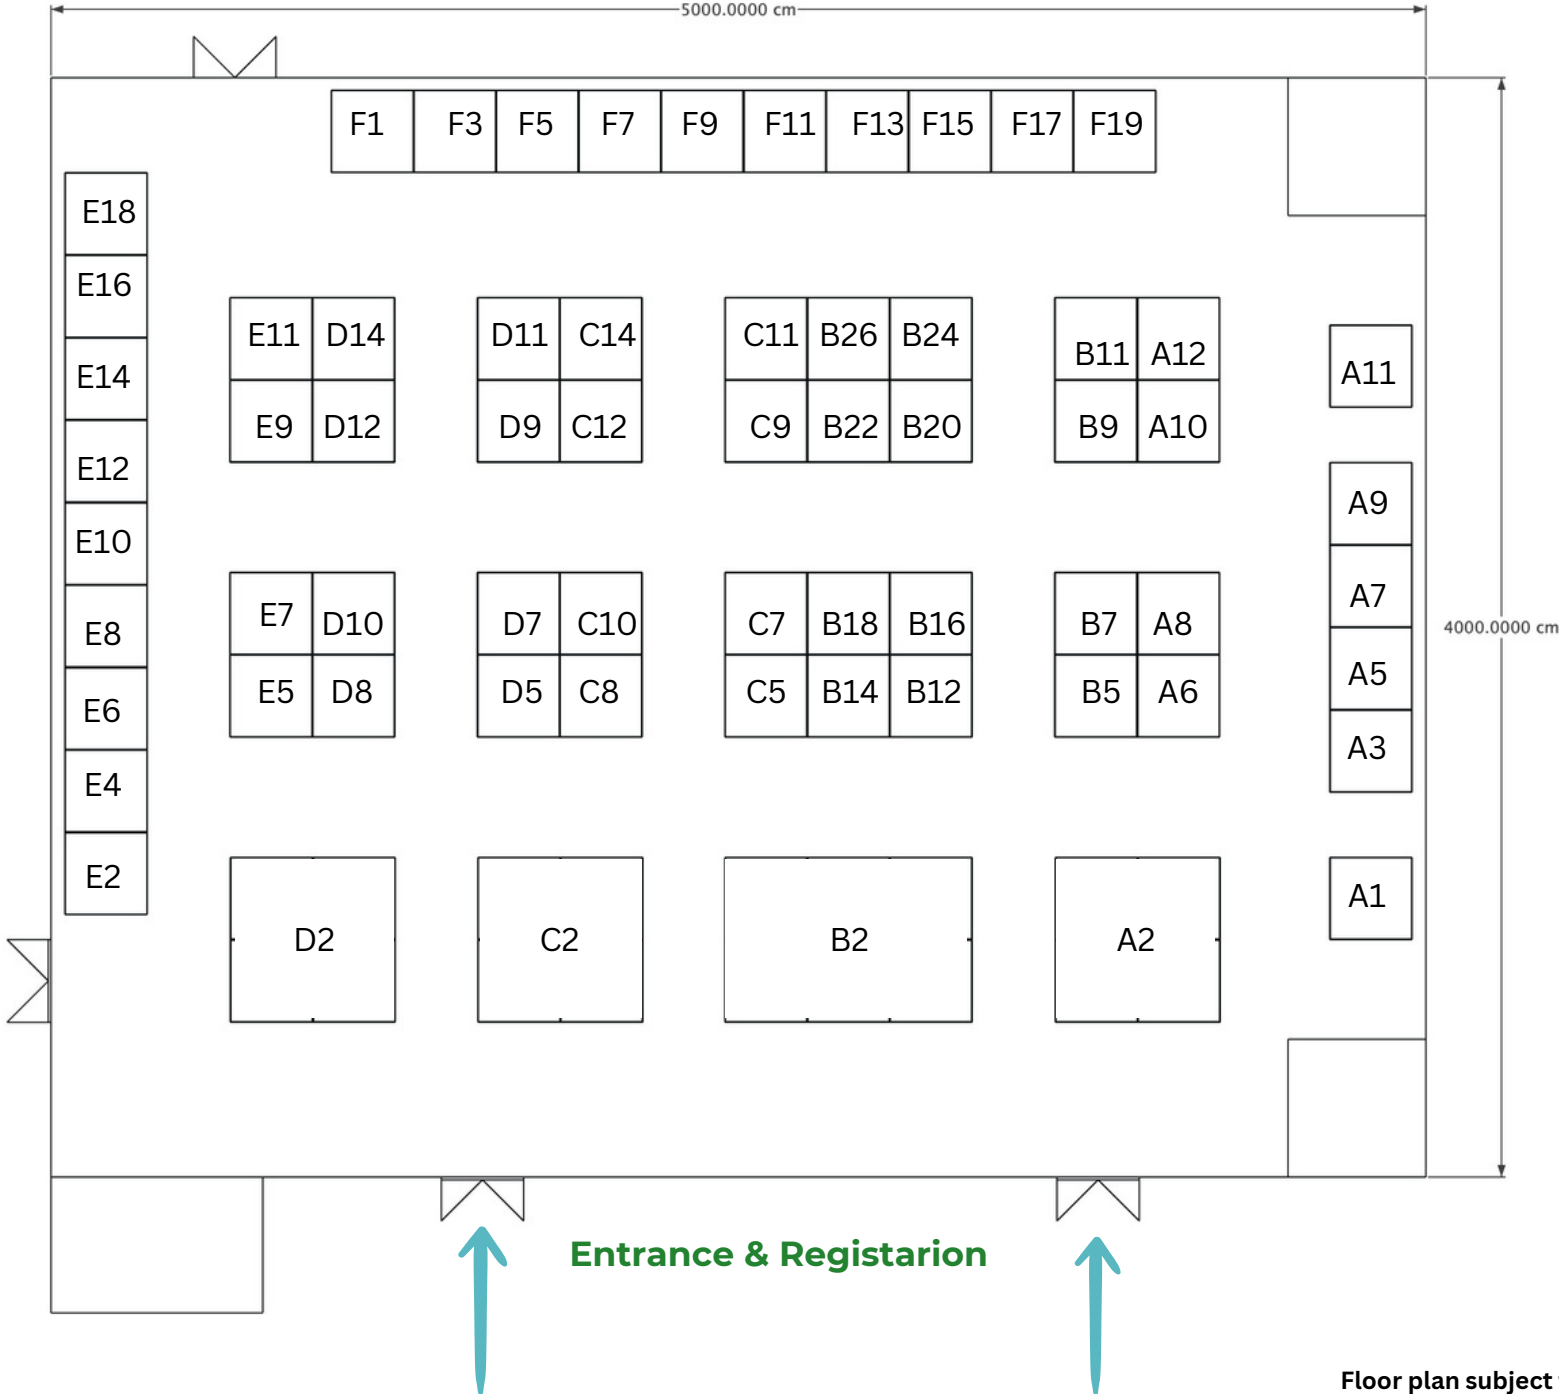 5000.0000 cm
F1 F3 F5 F7 F9 F11 F13 F15 F17 F19
E18
E16
E11 D14 D11 C14 C11 B26 B24 B11 A12
A11
E14
E9 D12 D9 C12 C9 B22 B20 B9 A10
E12
A9
E10
E7 D10 D7 C10 C7 B18 B16 B7 A8
A7
4000.0000 cm
E8
E5 D8 D5 C8 C5 B14 B12 B5 A6
A5
E6
A3
E4
E2
A1
D2 C2 B2 A2
Entrance & Registarion
Floor plan subject